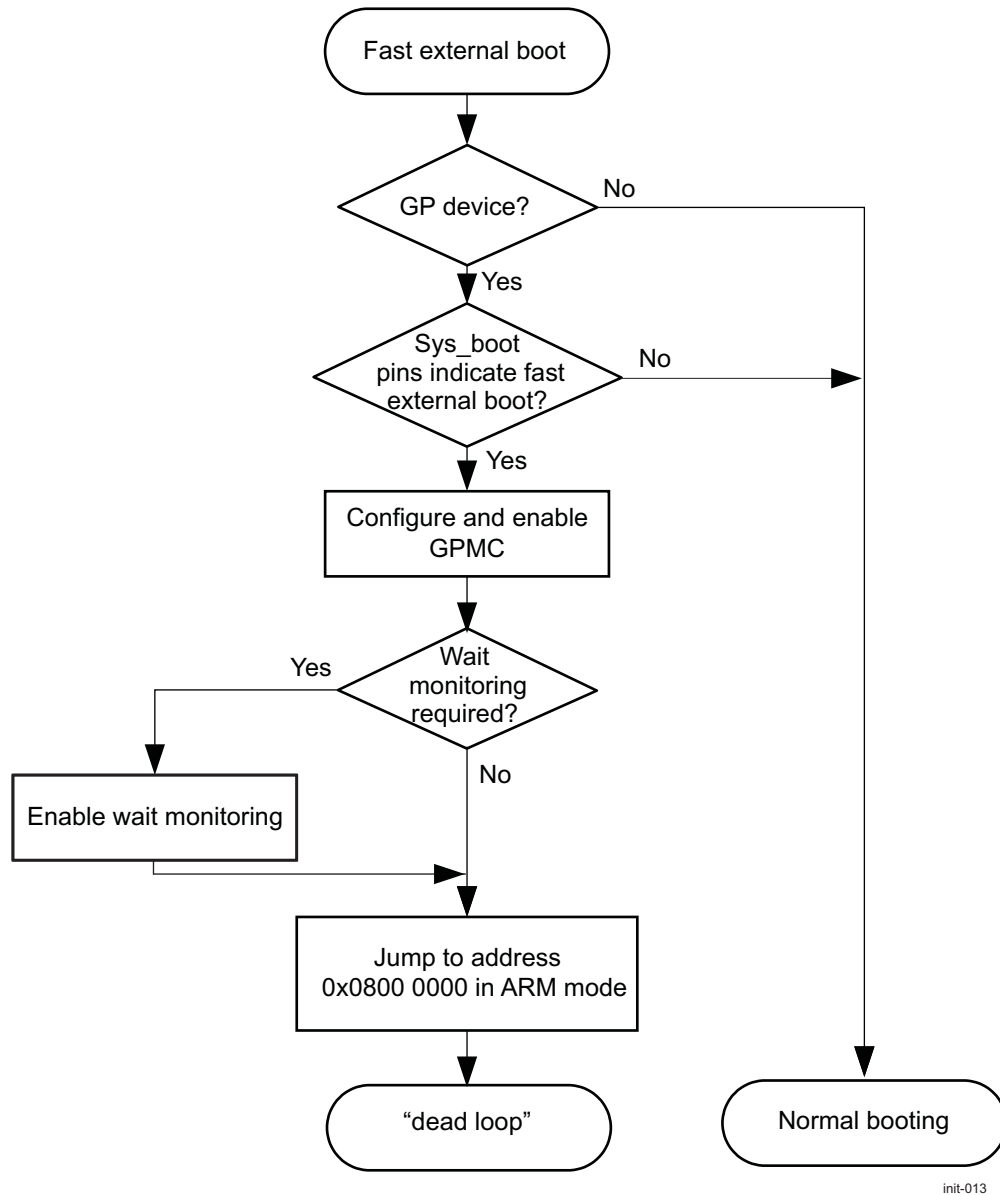 Fast external boot
GP device?
No
Yes
Sys_boot
pins indicate fast
external boot?
No
Yes
Configure and enable
GPMC
Wait
monitoring
required?
Yes
No
Enable wait monitoring
Jump to address
0x0800 0000 in ARM mode
“dead loop”
Normal booting
init-013